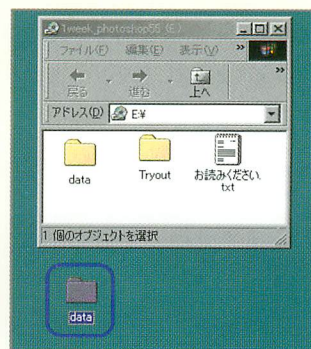 1week_photoshop55 (E:)
ファイル(F) 編集(E) 表示(V) »
戻る 進む 上へ »
アドレス(D) E:¥
data Tryout お読みください.
txt
1 個のオブジェクトを選択
data